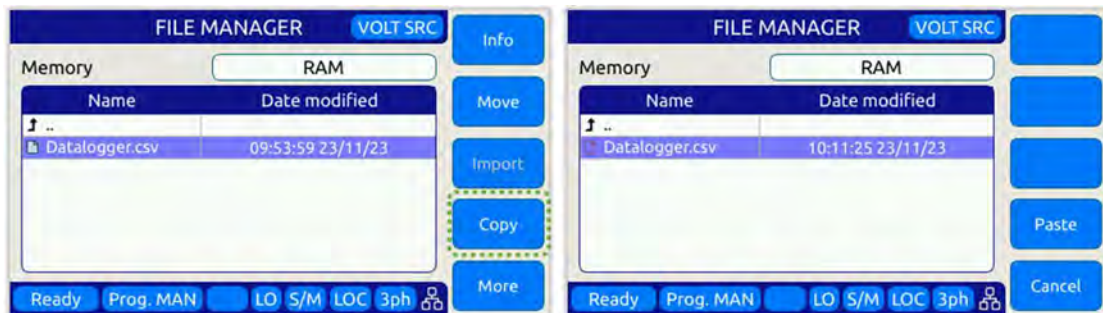 FILE MANAGER VOLT SRC
Info
Memory RAM
Name Date modified
Move
..
Datalogger.csv 09:53:59 23/11/23
Import
Copy
More
Ready Prog. MAN LO S/M LOC 3ph
FILE MANAGER VOLT SRC
Memory RAM
Name Date modified
..
Datalogger.csv 10:11:25 23/11/23
Paste
Cancel
Ready Prog. MAN LO S/M LOC 3ph